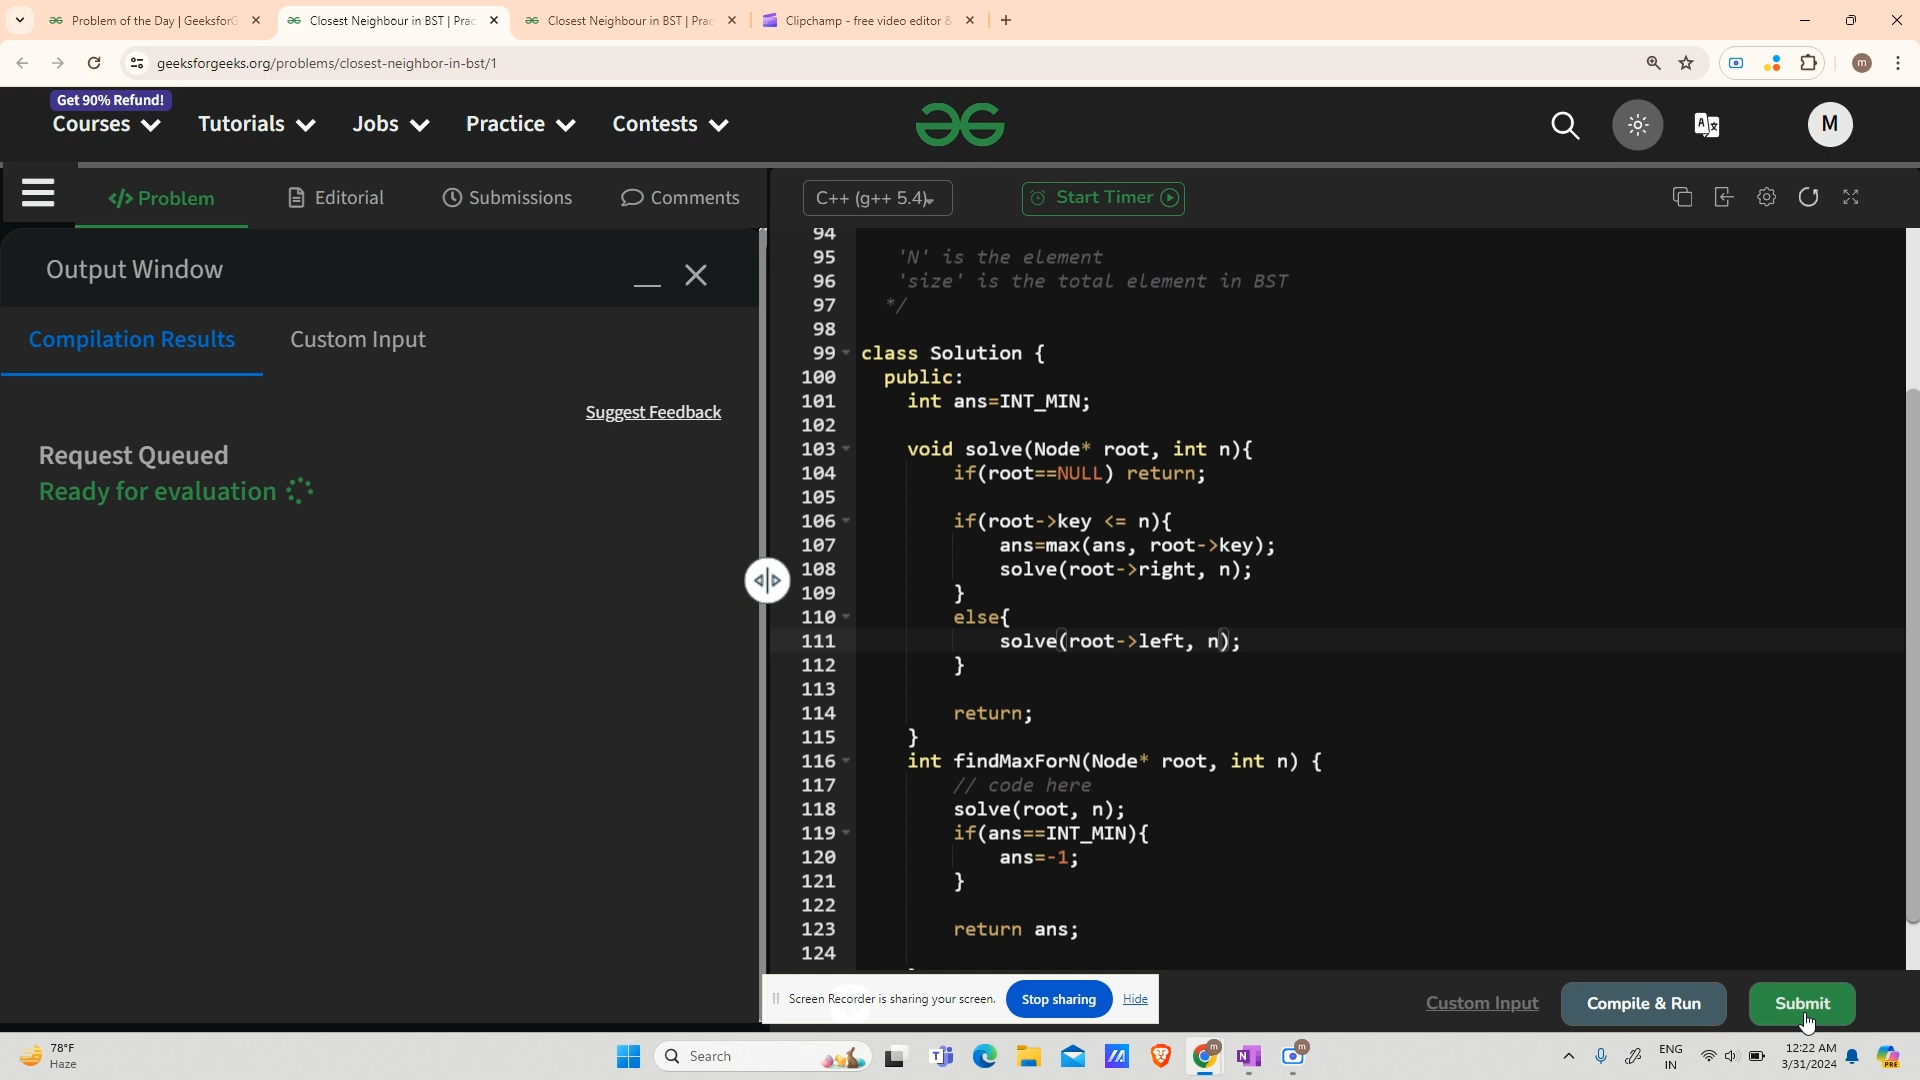 Problem of the Day | GeeksforG
Closest Neighbour in BST | Prac
Closest Neighbour in BST | Prac
Clipchamp - free video editor &
geeksforgeeks.org/problems/closest-neighbor-in-bst/1
m
Get 90% Refund!
Courses
Tutorials
Jobs
Practice
Contests
M
</> Problem
Editorial
Submissions
Comments
C++ (g++ 5.4)
Start Timer
Output Window
Compilation Results
Custom Input
Suggest Feedback
Request Queued
Ready for evaluation
94
95 'N' is the element
96 'size' is the total element in BST
97 */
98
99 class Solution {
100 public:
101 int ans=INT_MIN;
102
103 void solve(Node* root, int n){
104 if(root==NULL) return;
105
106 if(root->key <= n){
107 ans=max(ans, root->key);
108 solve(root->right, n);
109 }
110 else{
111 solve(root->left, n);
112 }
113
114 return;
115 }
116 int findMaxForN(Node* root, int n) {
117 // code here
118 solve(root, n);
119 if(ans==INT_MIN){
120 ans=-1;
121 }
122
123 return ans;
124
Screen Recorder is sharing your screen.
Stop sharing
Hide
Custom Input
Compile & Run
Submit
78°F
Haze
Search
ENG
IN
12:22 AM
3/31/2024